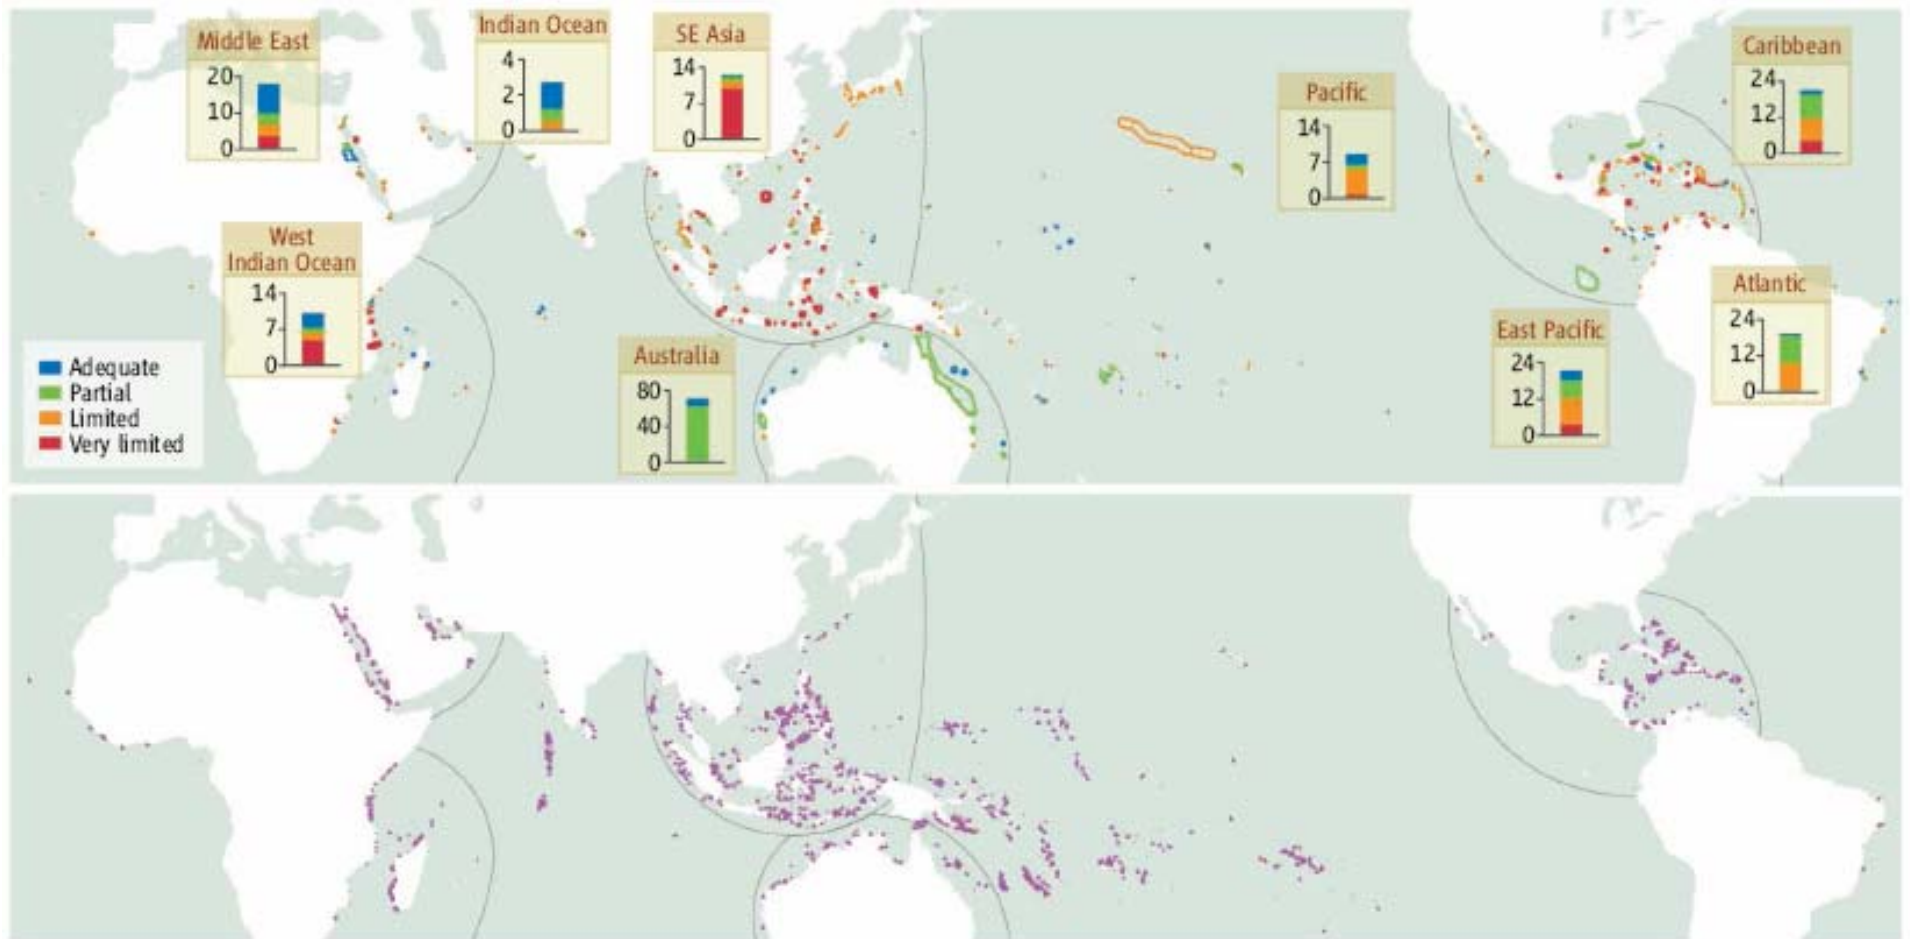 Middle East
20
10
0
Indian Ocean
4
2
0
SE Asia
14
7
0
Pacific
14
7
0
Caribbean
24
12
0
West
Indian Ocean
14
7
0
Australia
80
40
0
East Pacific
24
12
0
Atlantic
24
12
0
Adequate
Partial
Limited
Very limited